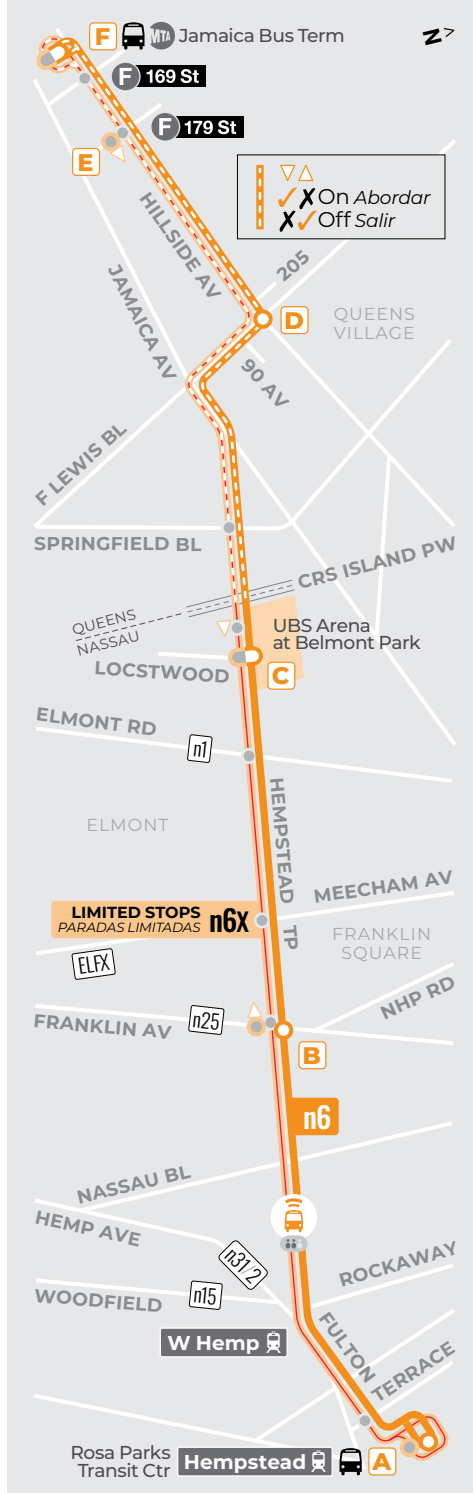 F MTA Jamaica Bus Term
N
F 169 St
F 179 St
E
On Abordar
Off Salir
HILLSIDE AV
205
JAMAICA AV
D
QUEENS
VILLAGE
90 AV
F LEWIS BL
SPRINGFIELD BL
CRS ISLAND PW
QUEENS
NASSAU
UBS Arena
at Belmont Park
LOCSTWOOD
C
ELMONT RD
n1
HEMPSTEAD TP
ELMONT
MEECHAM AV
LIMITED STOPS
PARADAS LIMITADAS
n6X
FRANKLIN
SQUARE
ELFX
NHP RD
FRANKLIN AV
n25
B
n6
NASSAU BL
HEMP AVE
n31/2
ROCKAWAY
WOODFIELD
n15
W Hemp
FULTON
TERRACE
Rosa Parks
Transit Ctr
Hempstead
A